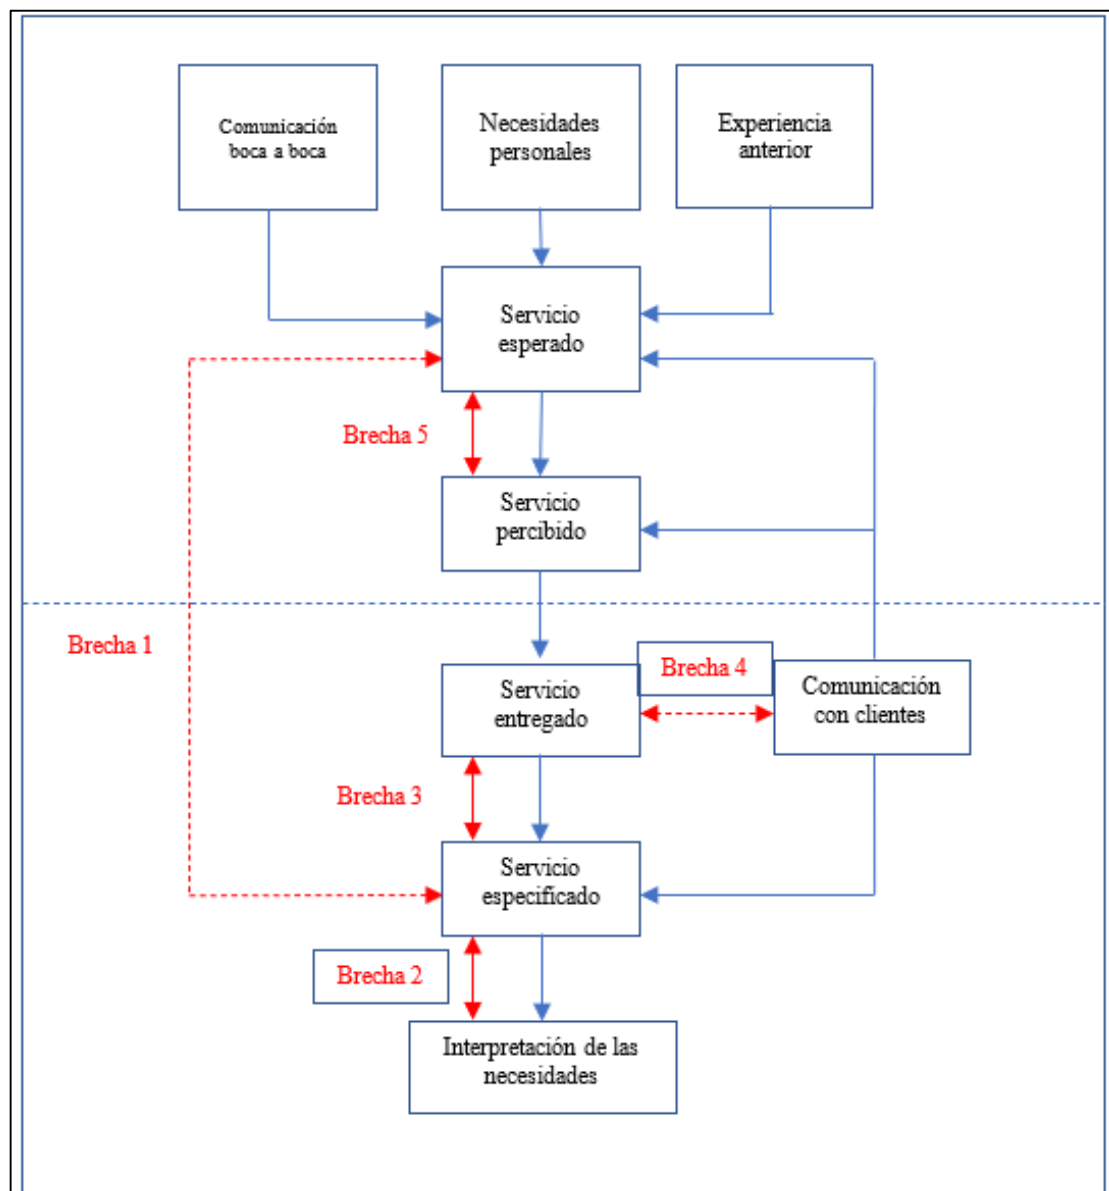 Comunicación
boca a boca
Necesidades
personales
Experiencia
anterior
Servicio
esperado
Brecha 5
Servicio
percibido
Brecha 1
Servicio
entregado
Brecha 4
Comunicación
con clientes
Brecha 3
Servicio
especificado
Brecha 2
Interpretación de las
necesidades